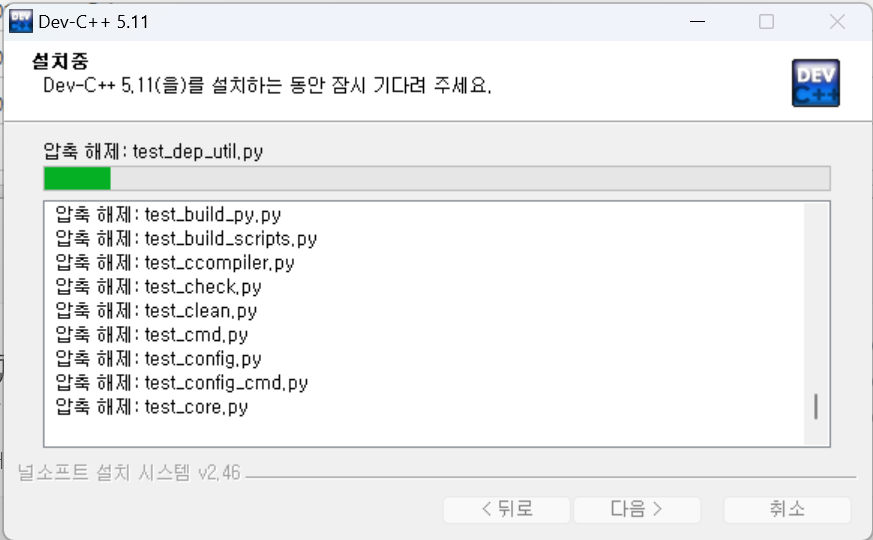 Dev-C++ 5.11
설치중
Dev-C++ 5.11(을)를 설치하는 동안 잠시 기다려 주세요.
DEV
C++
압축 해제: test_dep_util.py
압축 해제: test_build_py.py
압축 해제: test_build_scripts.py
압축 해제: test_ccompiler.py
압축 해제: test_check.py
압축 해제: test_clean.py
압축 해제: test_cmd.py
압축 해제: test_config.py
압축 해제: test_config_cmd.py
압축 해제: test_core.py
널소프트 설치 시스템 v2.46
< 뒤로 다음 > 취소